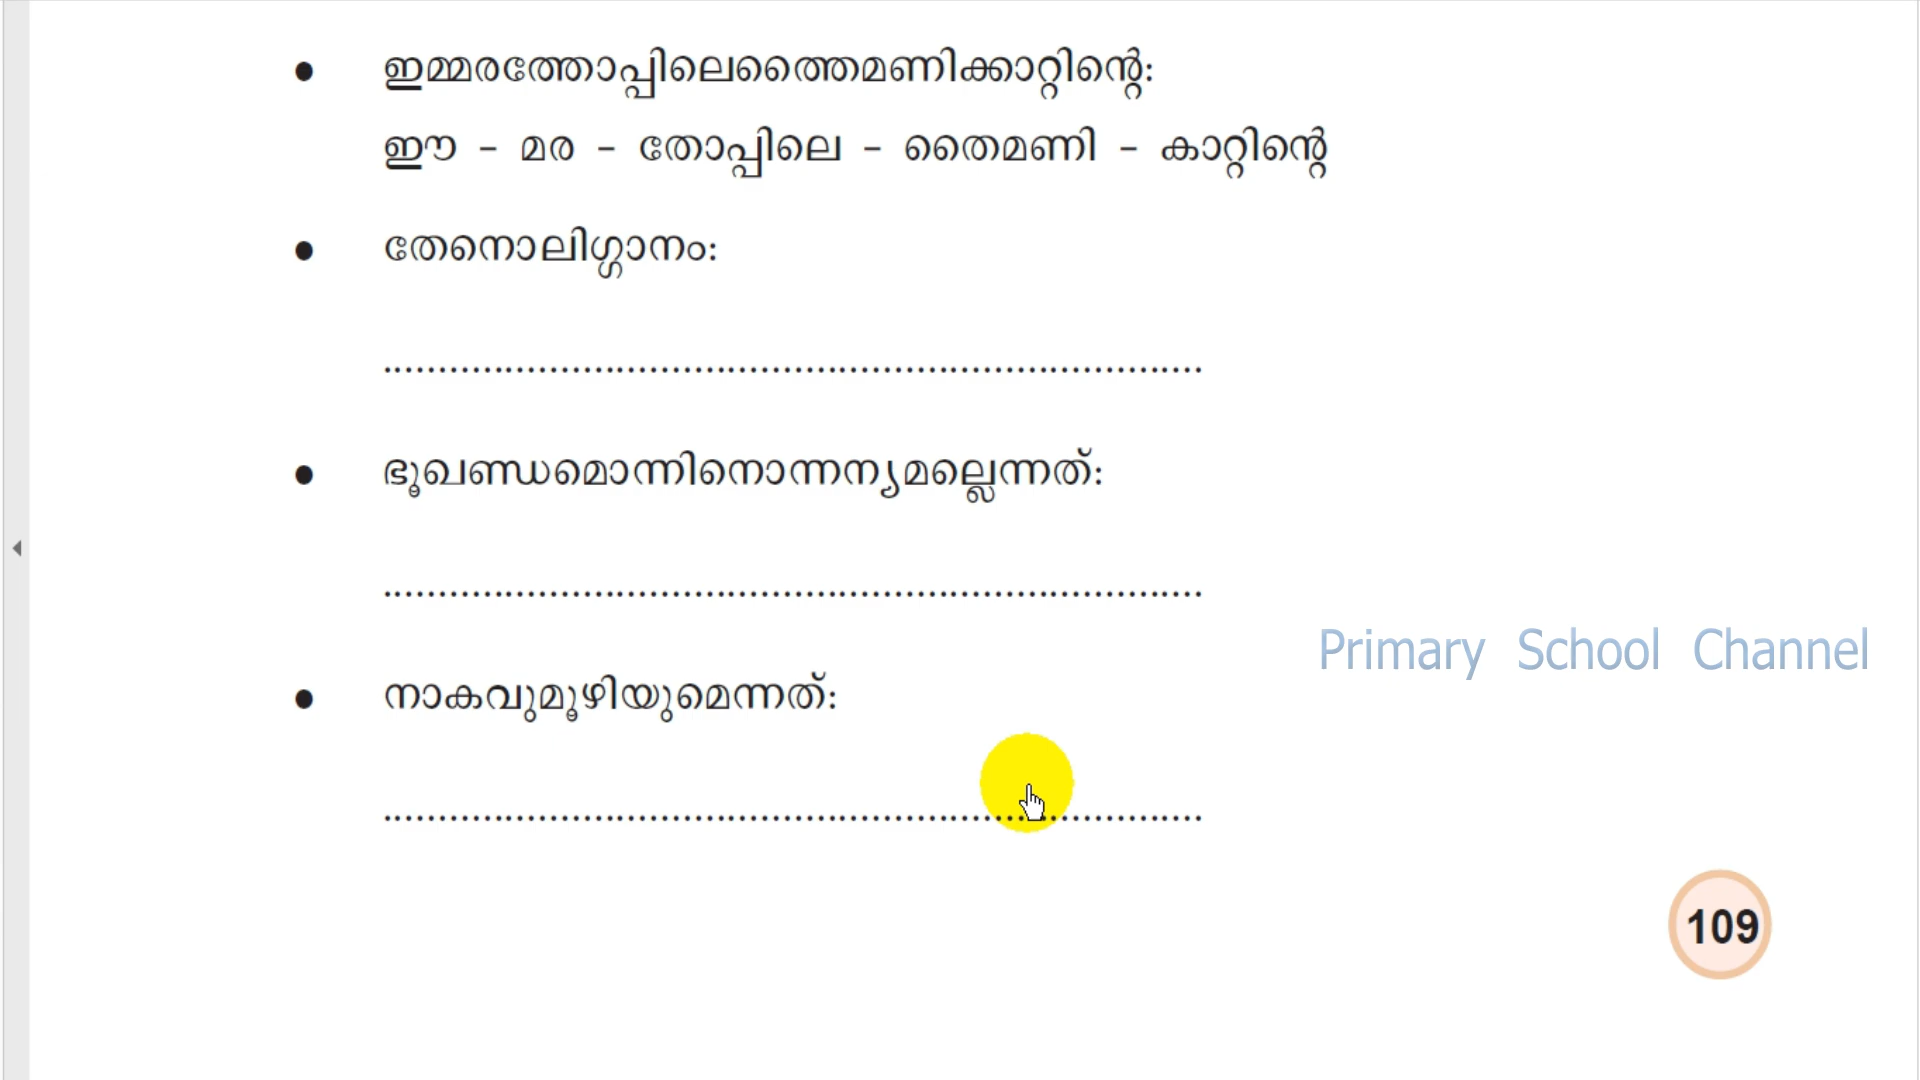 ● ഇമ്മരത്തോപ്പിലെത്തൈമണിക്കാറ്റിന്റെ:
ഈ - മര - തോപ്പിലെ - തൈമണി - കാറ്റിന്റെ
● തേനൊലിഗ്ഗാനം:
..........................................................................
● ഭൂഖണ്ഡമൊന്നിനൊന്നന്യമല്ലെന്നത്:
..........................................................................
Primary School Channel
● നാകവുമൂഴിയുമെന്നത്:
..........................................................................
109